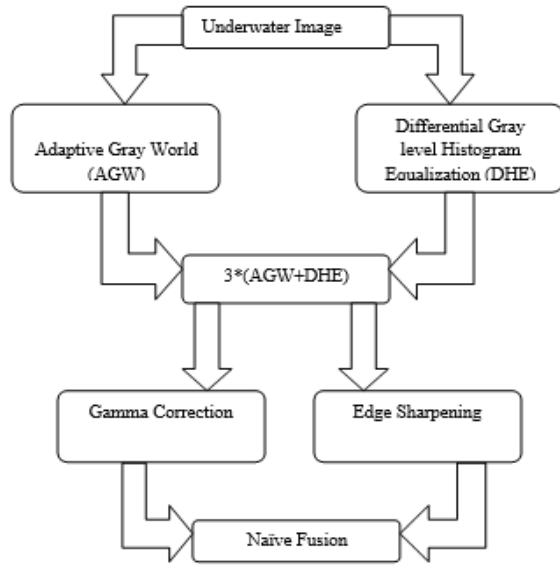 Underwater Image
Adaptive Gray World
(AGW)
Differential Gray
level Histogram
Equalization (DHE)
3*(AGW+DHE)
Gamma Correction
Edge Sharpening
Naïve Fusion